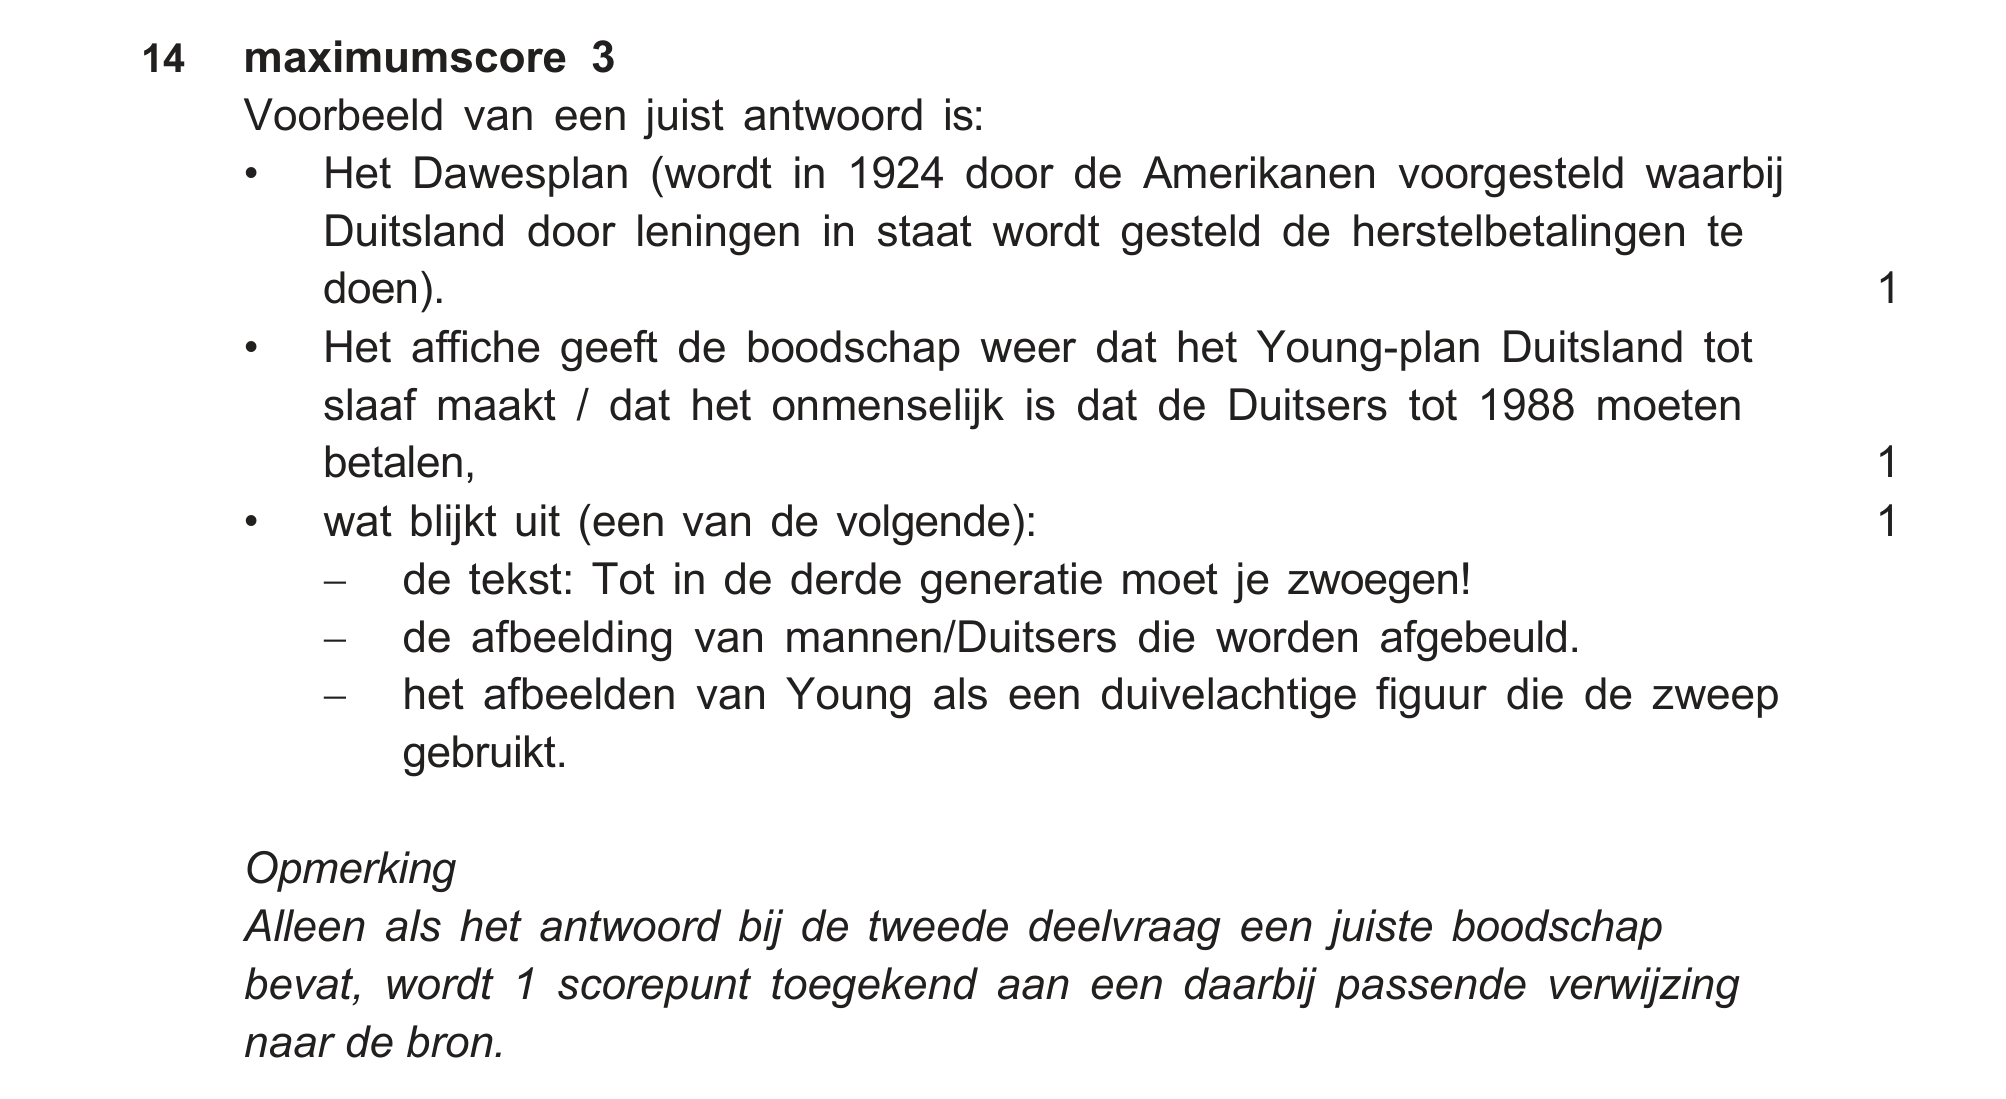 14 maximumscore 3
Voorbeeld van een juist antwoord is:
• Het Dawesplan (wordt in 1924 door de Amerikanen voorgesteld waarbij
Duitsland door leningen in staat wordt gesteld de herstelbetalingen te
doen). 1
• Het affiche geeft de boodschap weer dat het Young-plan Duitsland tot
slaaf maakt / dat het onmenselijk is dat de Duitsers tot 1988 moeten
betalen, 1
• wat blijkt uit (een van de volgende): 1
– de tekst: Tot in de derde generatie moet je zwoegen!
– de afbeelding van mannen/Duitsers die worden afgebeuld.
– het afbeelden van Young als een duivelachtige figuur die de zweep
gebruikt.
Opmerking
Alleen als het antwoord bij de tweede deelvraag een juiste boodschap
bevat, wordt 1 scorepunt toegekend aan een daarbij passende verwijzing
naar de bron.